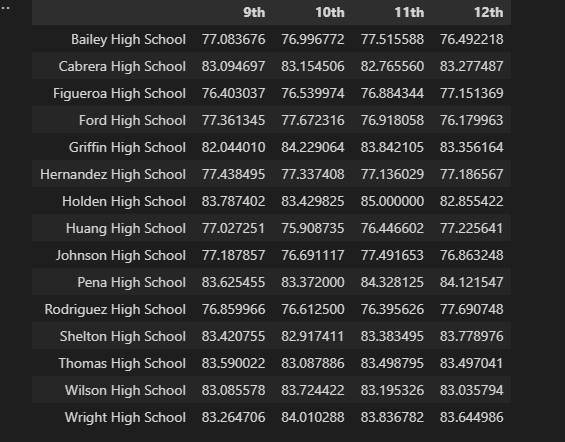 9th 10th 11th 12th
Bailey High School 77.083676 76.996772 77.515588 76.492218
Cabrera High School 83.094697 83.154506 82.765560 83.277487
Figueroa High School 76.403037 76.539974 76.884344 77.151369
Ford High School 77.361345 77.672316 76.918058 76.179963
Griffin High School 82.044010 84.229064 83.842105 83.356164
Hernandez High School 77.438495 77.337408 77.136029 77.186567
Holden High School 83.787402 83.429825 85.000000 82.855422
Huang High School 77.027251 75.908735 76.446602 77.225641
Johnson High School 77.187857 76.691117 77.491653 76.863248
Pena High School 83.625455 83.372000 84.328125 84.121547
Rodriguez High School 76.859966 76.612500 76.395626 77.690748
Shelton High School 83.420755 82.917411 83.383495 83.778976
Thomas High School 83.590022 83.087886 83.498795 83.497041
Wilson High School 83.085578 83.724422 83.195326 83.035794
Wright High School 83.264706 84.010288 83.836782 83.644986